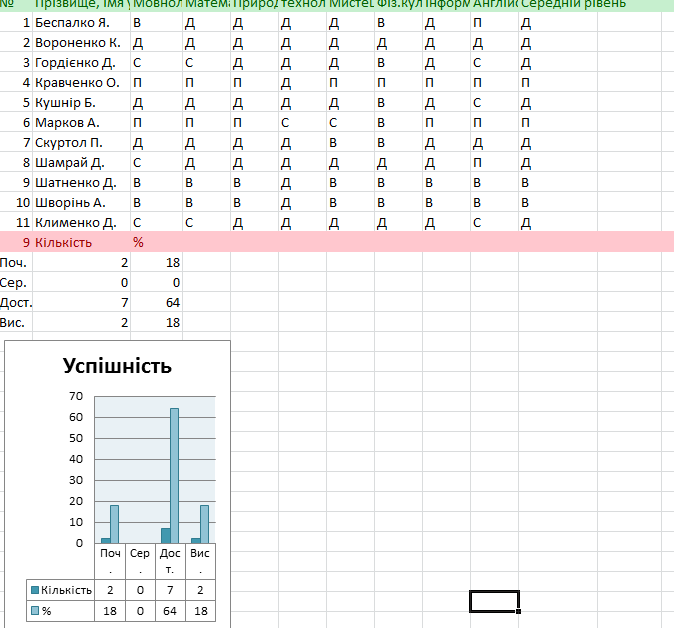 № Прізвище, Імя Мовнол Матем Природ технол Мистец Фіз.кул Інформ Англійс Середній рівень
1 Беспалко Я. В Д Д Д Д В Д П Д
2 Вороненко К. Д Д Д Д Д Д Д Д Д
3 Гордієнко Д. С С Д Д Д В Д С Д
4 Кравченко О. П П П Д П П П П П
5 Кушнір Б. Д Д Д Д Д В Д С Д
6 Марков А. П П П С С В П П П
7 Скуртол П. Д Д Д Д В В Д Д Д
8 Шамрай Д. С Д Д Д Д Д Д П Д
9 Шатненко Д. В В В Д В В В В В
10 Шворінь А. В В В Д В В В В В
11 Клименко Д. С С Д Д Д Д Д С Д
9 Кількість %
Поч. 2 18
Сер. 0 0
Дост. 7 64
Вис. 2 18
Успішність
70
60
50
40
30
20
10
0
Поч. Сер. Дост. Вис.
Кількість 2 0 7 2
% 18 0 64 18